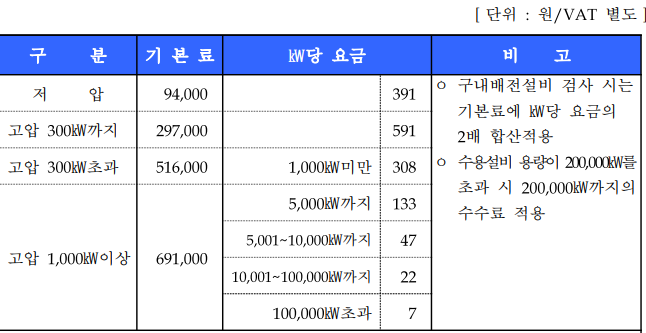 [ 단위 : 원/VAT 별도 ]
구 분 기 본 료 ㎾당 요금 비 고
저 압 94,000 391
고압 300㎾까지 297,000 591
고압 300㎾초과 516,000 1,000㎾미만 308
고압 1,000㎾이상 691,000
5,000㎾까지 133
5,001~10,000㎾까지 47
10,001~100,000㎾까지 22
100,000㎾초과 7
ㅇ 구내배전설비 검사 시는
기본료에 ㎾당 요금의
2배 합산적용
ㅇ 수용설비 용량이 200,000㎾를
초과 시 200,000㎾까지의
수수료 적용